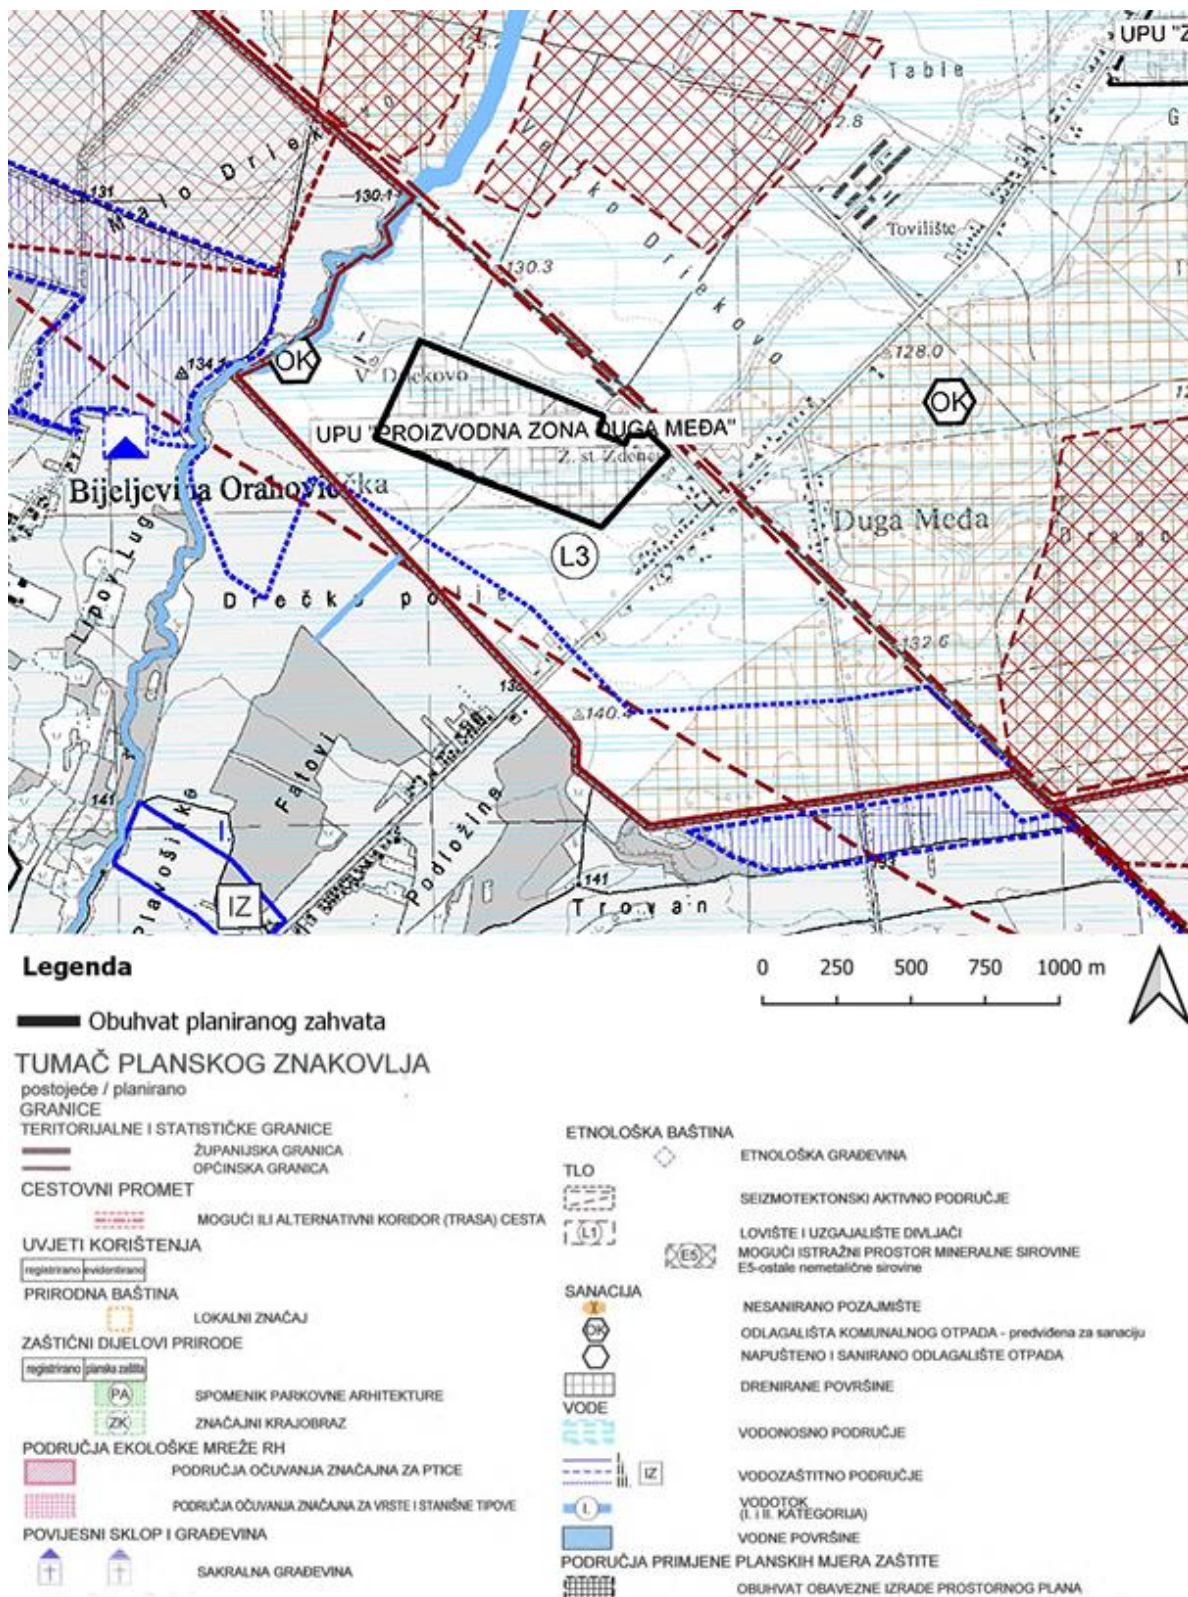 UPU "Z
123.2
Tabie
V e k o D r i e k o v o
2.8
G
131
M a l o D r i e k o
130.1
Tovilište
130.3
134.1
OK
128.0
V. Driekovo
OK
UPU "PROIZVODNA ZONA DUGA MEĐA"
Z. st. Zdenci
Bijeljevina Orahovička
Duga Međa
L3
Lipov Lug
Drečko polje
132.6
138
140.4
Fatovi
141
I
Plavoši ke
Podložine
133
141
IZ
Trovan
Legenda
0 250 500 750 1000 m
Obuhvat planiranog zahvata
TUMAČ PLANSKOG ZNAKOVLJA
postojeće / planirano
GRANICE
TERITORIJALNE I STATISTIČKE GRANICE
ŽUPANIJSKA GRANICA
OPĆINSKA GRANICA
CESTOVNI PROMET
MOGUĆI ILI ALTERNATIVNI KORIDOR (TRASA) CESTA
UVJETI KORIŠTENJA
registrirano evidentirano
PRIRODNA BAŠTINA
LOKALNI ZNAČAJ
ZAŠTIĆNI DIJELOVI PRIRODE
registrirano planska zaštita
PA SPOMENIK PARKOVNE ARHITEKTURE
ZK ZNAČAJNI KRAJOBRAZ
PODRUČJA EKOLOŠKE MREŽE RH
PODRUČJA OČUVANJA ZNAČAJNA ZA PTICE
PODRUČJA OČUVANJA ZNAČAJNA ZA VRSTE I STANIŠNE TIPOVE
POVIJESNI SKLOP I GRAĐEVINA
SAKRALNA GRAĐEVINA
ETNOLOŠKA BAŠTINA
ETNOLOŠKA GRAĐEVINA
TLO
SEIZMOTEKTONSKI AKTIVNO PODRUČJE
L1 LOVIŠTE I UZGAJALIŠTE DIVLJAČI
E5 MOGUĆI ISTRAŽNI PROSTOR MINERALNE SIROVINE
E5-ostale nemetalične sirovine
SANACIJA
NESANIRANO POZAJMIŠTE
OK ODLAGALIŠTA KOMUNALNOG OTPADA - predviđena za sanaciju
NAPUŠTENO I SANIRANO ODLAGALIŠTE OTPADA
DRENIRANE POVRŠINE
VODE
VODONOSNO PODRUČJE
I.
II.
III.
IZ VODOZAŠTITNO PODRUČJE
I. VODOTOK
(I. i II. KATEGORIJA)
VODNE POVRŠINE
PODRUČJA PRIMJENE PLANSKIH MJERA ZAŠTITE
OBUHVAT OBAVEZNE IZRADE PROSTORNOG PLANA